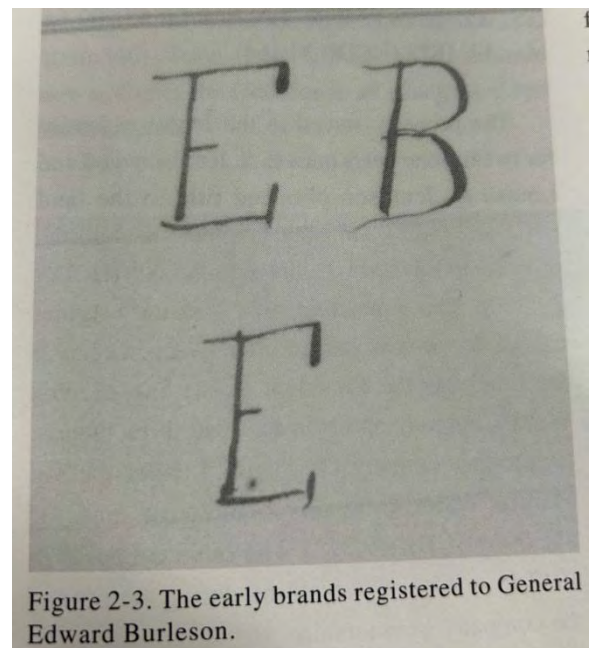 E B
E
Figure 2-3. The early brands registered to General
Edward Burleson.